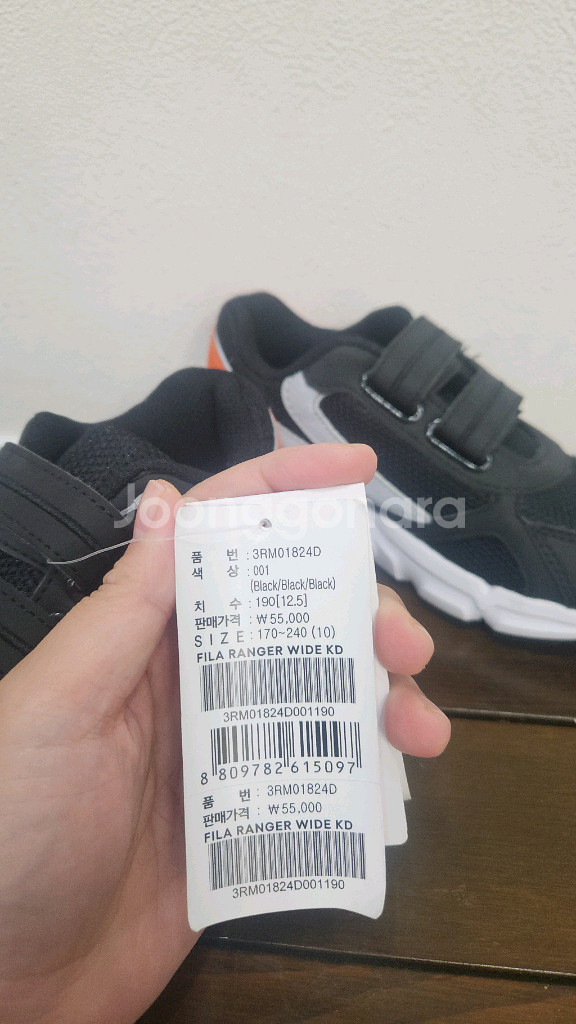 Joonggonara
품 번 : 3RM01824D
색 상 : 001
(Black/Black/Black)
치 수 : 190[12.5]
판매가격 : ₩55,000
SIZE : 170~240 (10)
FILA RANGER WIDE KD
3RM01824D001190
8 809782 615097
품 번 : 3RM01824D
판매가격 : ₩55,000
FILA RANGER WIDE KD
3RM01824D001190